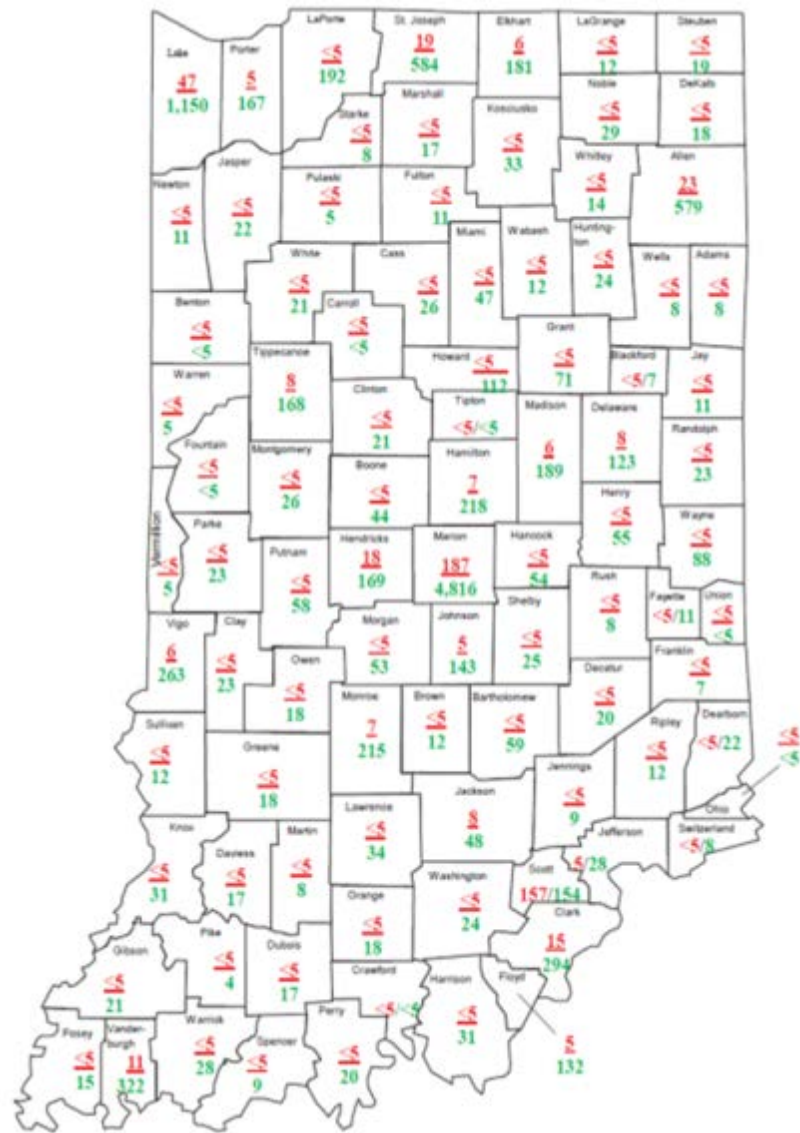 Lake
47
1,150
Porter
5
167
LaPorte
<5
192
St. Joseph
19
584
Elkhart
6
181
LaGrange
<5
12
Steuben
<5
19
Starke
<5
8
Marshall
<5
17
Kosciusko
<5
33
Noble
<5
29
DeKalb
<5
18
Newton
<5
11
Jasper
<5
22
Pulaski
<5
5
Fulton
<5
11
Whitley
<5
14
Allen
23
579
White
<5
21
Cass
<5
26
Miami
<5
47
Wabash
<5
12
Hunting-
ton
<5
24
Wells
<5
8
Adams
<5
8
Benton
<5
<5
Carroll
<5
<5
Tippecanoe
8
168
Howard
<5
112
Grant
<5
71
Blackford
<5/7
Jay
<5
11
Warren
<5
5
Clinton
<5
21
Tipton
<5/<5
Madison
6
189
Delaware
8
123
Randolph
<5
23
Fountain
<5
<5
Montgomery
<5
26
Boone
<5
44
Hamilton
7
218
Henry
<5
55
Wayne
<5
88
Vermillion
<5
5
Parke
<5
23
Putnam
<5
58
Hendricks
18
169
Marion
187
4,816
Hancock
<5
54
Rush
<5
8
Fayette
<5/11
Union
<5
<5
Vigo
6
263
Clay
<5
23
Owen
<5
18
Morgan
<5
53
Johnson
5
143
Shelby
<5
25
Decatur
<5
20
Franklin
<5
7
Sullivan
<5
12
Greene
<5
18
Monroe
7
215
Brown
<5
12
Bartholomew
<5
59
Jennings
<5
9
Ripley
<5
12
Dearborn
<5/22
Ohio
<5
<5
Knox
<5
31
Daviess
<5
17
Martin
<5
8
Lawrence
<5
34
Jackson
8
48
Jefferson
5/28
Switzerland
<5/8
Scott
157/154
Orange
<5
18
Washington
<5
24
Clark
15
294
Gibson
<5
21
Pike
<5
4
Dubois
<5
17
Crawford
<5/<5
Harrison
<5
31
Floyd
5
132
Posey
<5
15
Vander-
burgh
11
322
Warrick
<5
28
Spencer
<5
9
Perry
<5
20